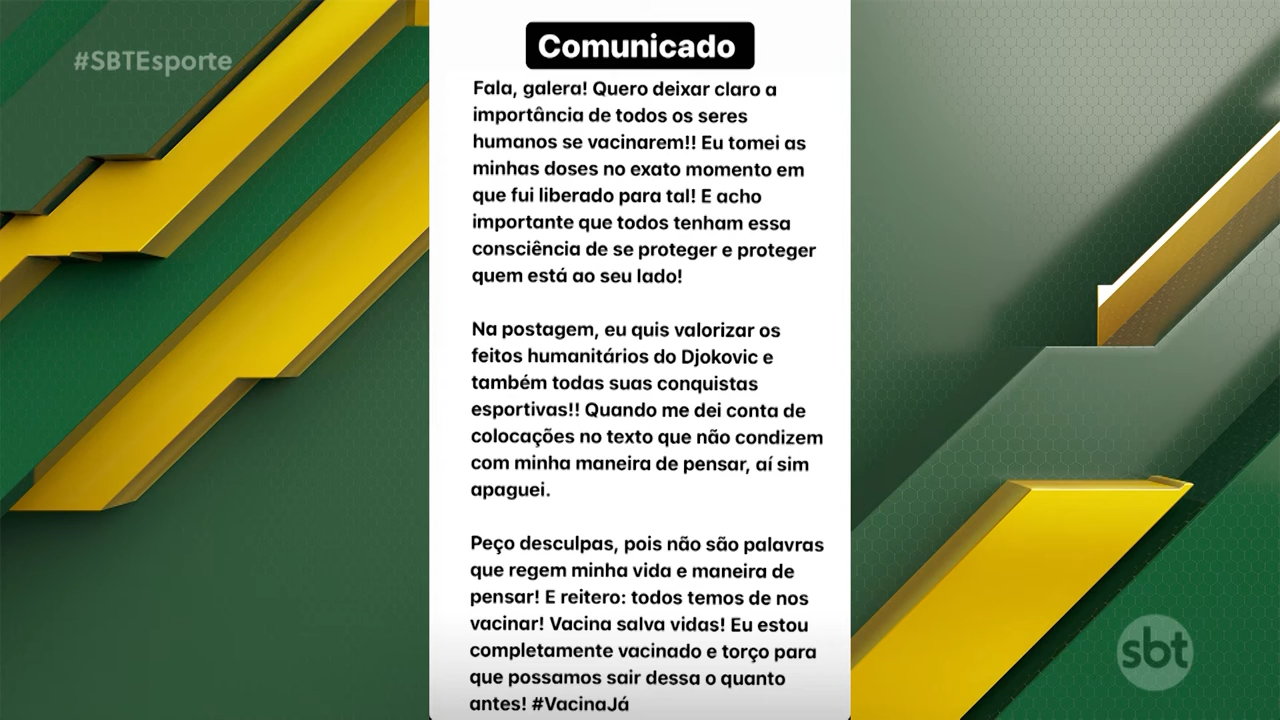 #SBTEsporte
Comunicado
Fala, galera! Quero deixar claro a
importância de todos os seres
humanos se vacinarem!! Eu tomei as
minhas doses no exato momento em
que fui liberado para tal! E acho
importante que todos tenham essa
consciência de se proteger e proteger
quem está ao seu lado!
Na postagem, eu quis valorizar os
feitos humanitários do Djokovic e
também todas suas conquistas
esportivas!! Quando me dei conta de
colocações no texto que não condizem
com minha maneira de pensar, aí sim
apaguei.
Peço desculpas, pois não são palavras
que regem minha vida e maneira de
pensar! E reitero: todos temos de nos
vacinar! Vacina salva vidas! Eu estou
completamente vacinado e torço para
que possamos sair dessa o quanto
antes! #VacinaJá
sbt